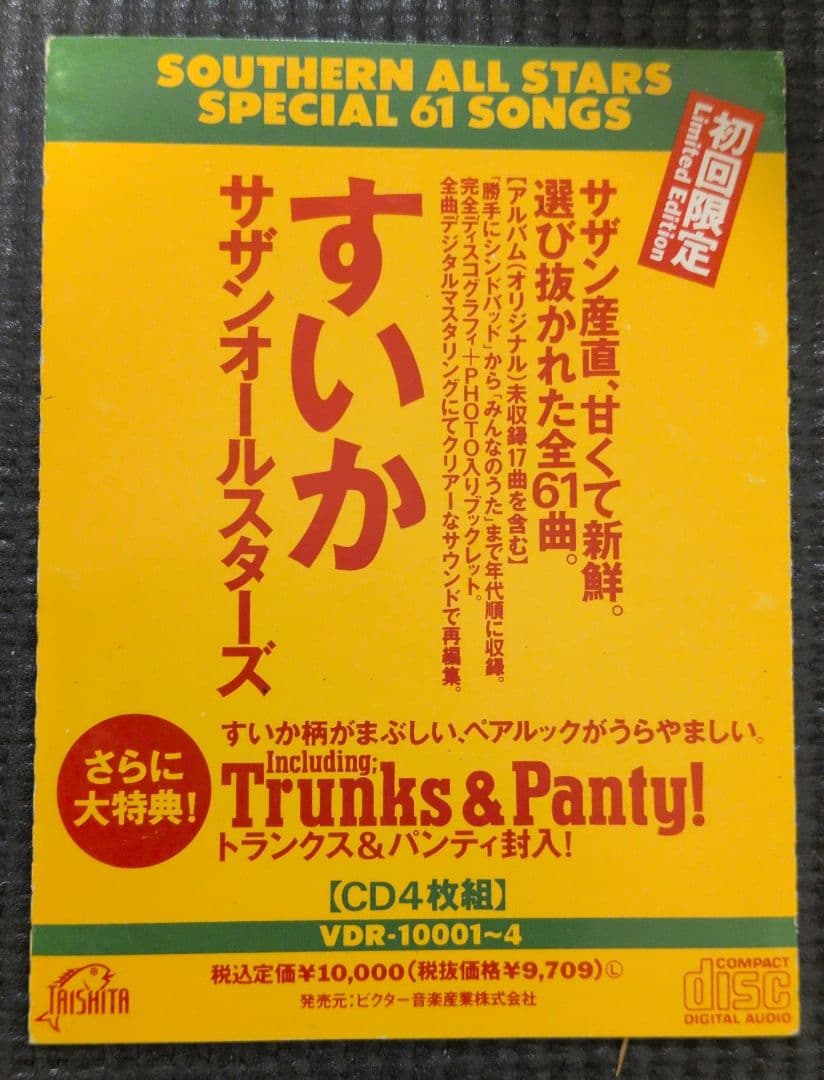 SOUTHERN ALL STARS
SPECIAL 61 SONGS
初回限定
Limited Edition
サザン産直、甘くて新鮮。
選び抜かれた全61曲。
【アルバム(オリジナル)未収録17曲を含む】
「勝手にシンドバッド」から「みんなのうた」まで年代順に収録。
完全ディスコグラフィ+PHOTO入りブックレット。
全曲デジタルマスタリングにてクリアーなサウンドで再編集。
すいか
サザンオールスターズ
すいか柄がまぶしい、ペアルックがうらやましい。
さらに
大特典!
Including;
Trunks & Panty!
トランクス&パンティ封入!
【CD4枚組】
VDR-10001~4
税込定価¥10,000(税抜価格¥9,709)Ⓛ
発売元:ビクター音楽産業株式会社
TAISHITA
COMPACT
disc
DIGITAL AUDIO